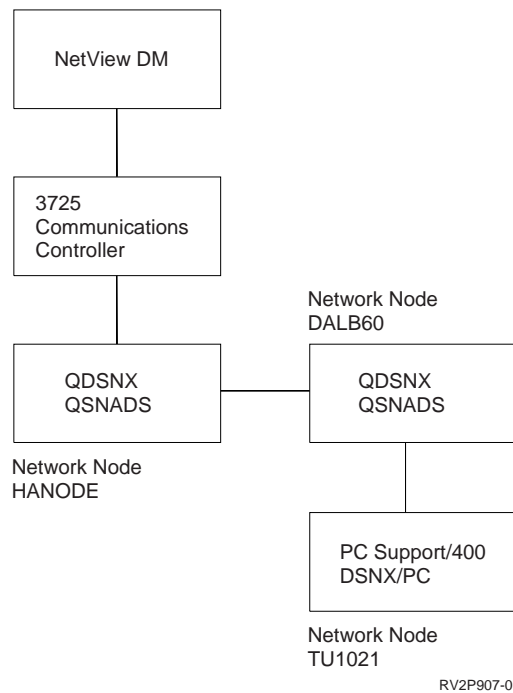 NetView DM
3725
Communications
Controller
Network Node
DALB60
QDSNX
QSNADS
QDSNX
QSNADS
Network Node
HANODE
PC Support/400
DSNX/PC
Network Node
TU1021
RV2P907-0